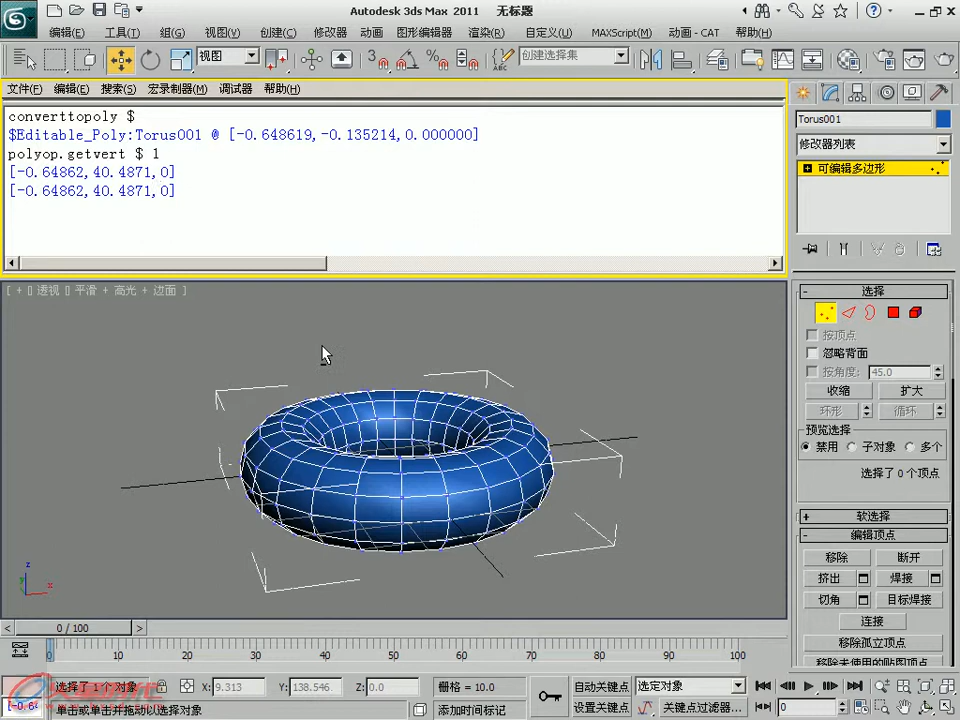 Autodesk 3ds Max 2011 无标题
编辑(E) 工具(T) 组(G) 视图(V) 创建(C) 修改器 动画 图形编辑器 渲染(R) 自定义(U) MAXScript(M) 动画 - CAT 帮助(H)
视图 创建选择集
文件(F) 编辑(E) 搜索(S) 宏录制器(M) 调试器 帮助(H)
converttopoly $
$Editable_Poly:Torus001 @ [-0.648619,-0.135214,0.000000]
polyop.getvert $ 1
[-0.64862,40.4871,0]
[-0.64862,40.4871,0]
[ + [] 透视 [] 平滑 + 高光 + 边面 ]
z
y
x
Torus001
修改器列表
可编辑多边形
选择
按顶点
忽略背面
按角度: 45.0
收缩 扩大
环形 循环
预览选择
禁用 子对象 多个
选择了 0 个顶点
软选择
编辑顶点
移除 断开
挤出 焊接
切角 目标焊接
连接
移除孤立顶点
移除未使用的贴图顶点
0 / 100
0 10 20 30 40 50 60 70 80 90 100
选择了 1 个对象 X: 9.313 Y: 138.546 Z: 0.0 栅格 = 10.0 自动关键点 选定对象
[-0.64 单击或单击并拖动以选择对象 添加时间标记 设置关键点 关键点过滤器... 0